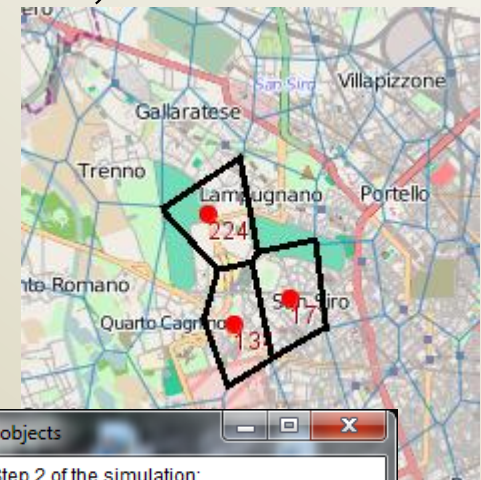 ero
San Siro
Villapizzone
Gallaratese
Trenno
Lampugnano
Portello
224
nto Romano
San Siro
17
Quarto Cagnino
13
objects
Step 2 of the simulation: